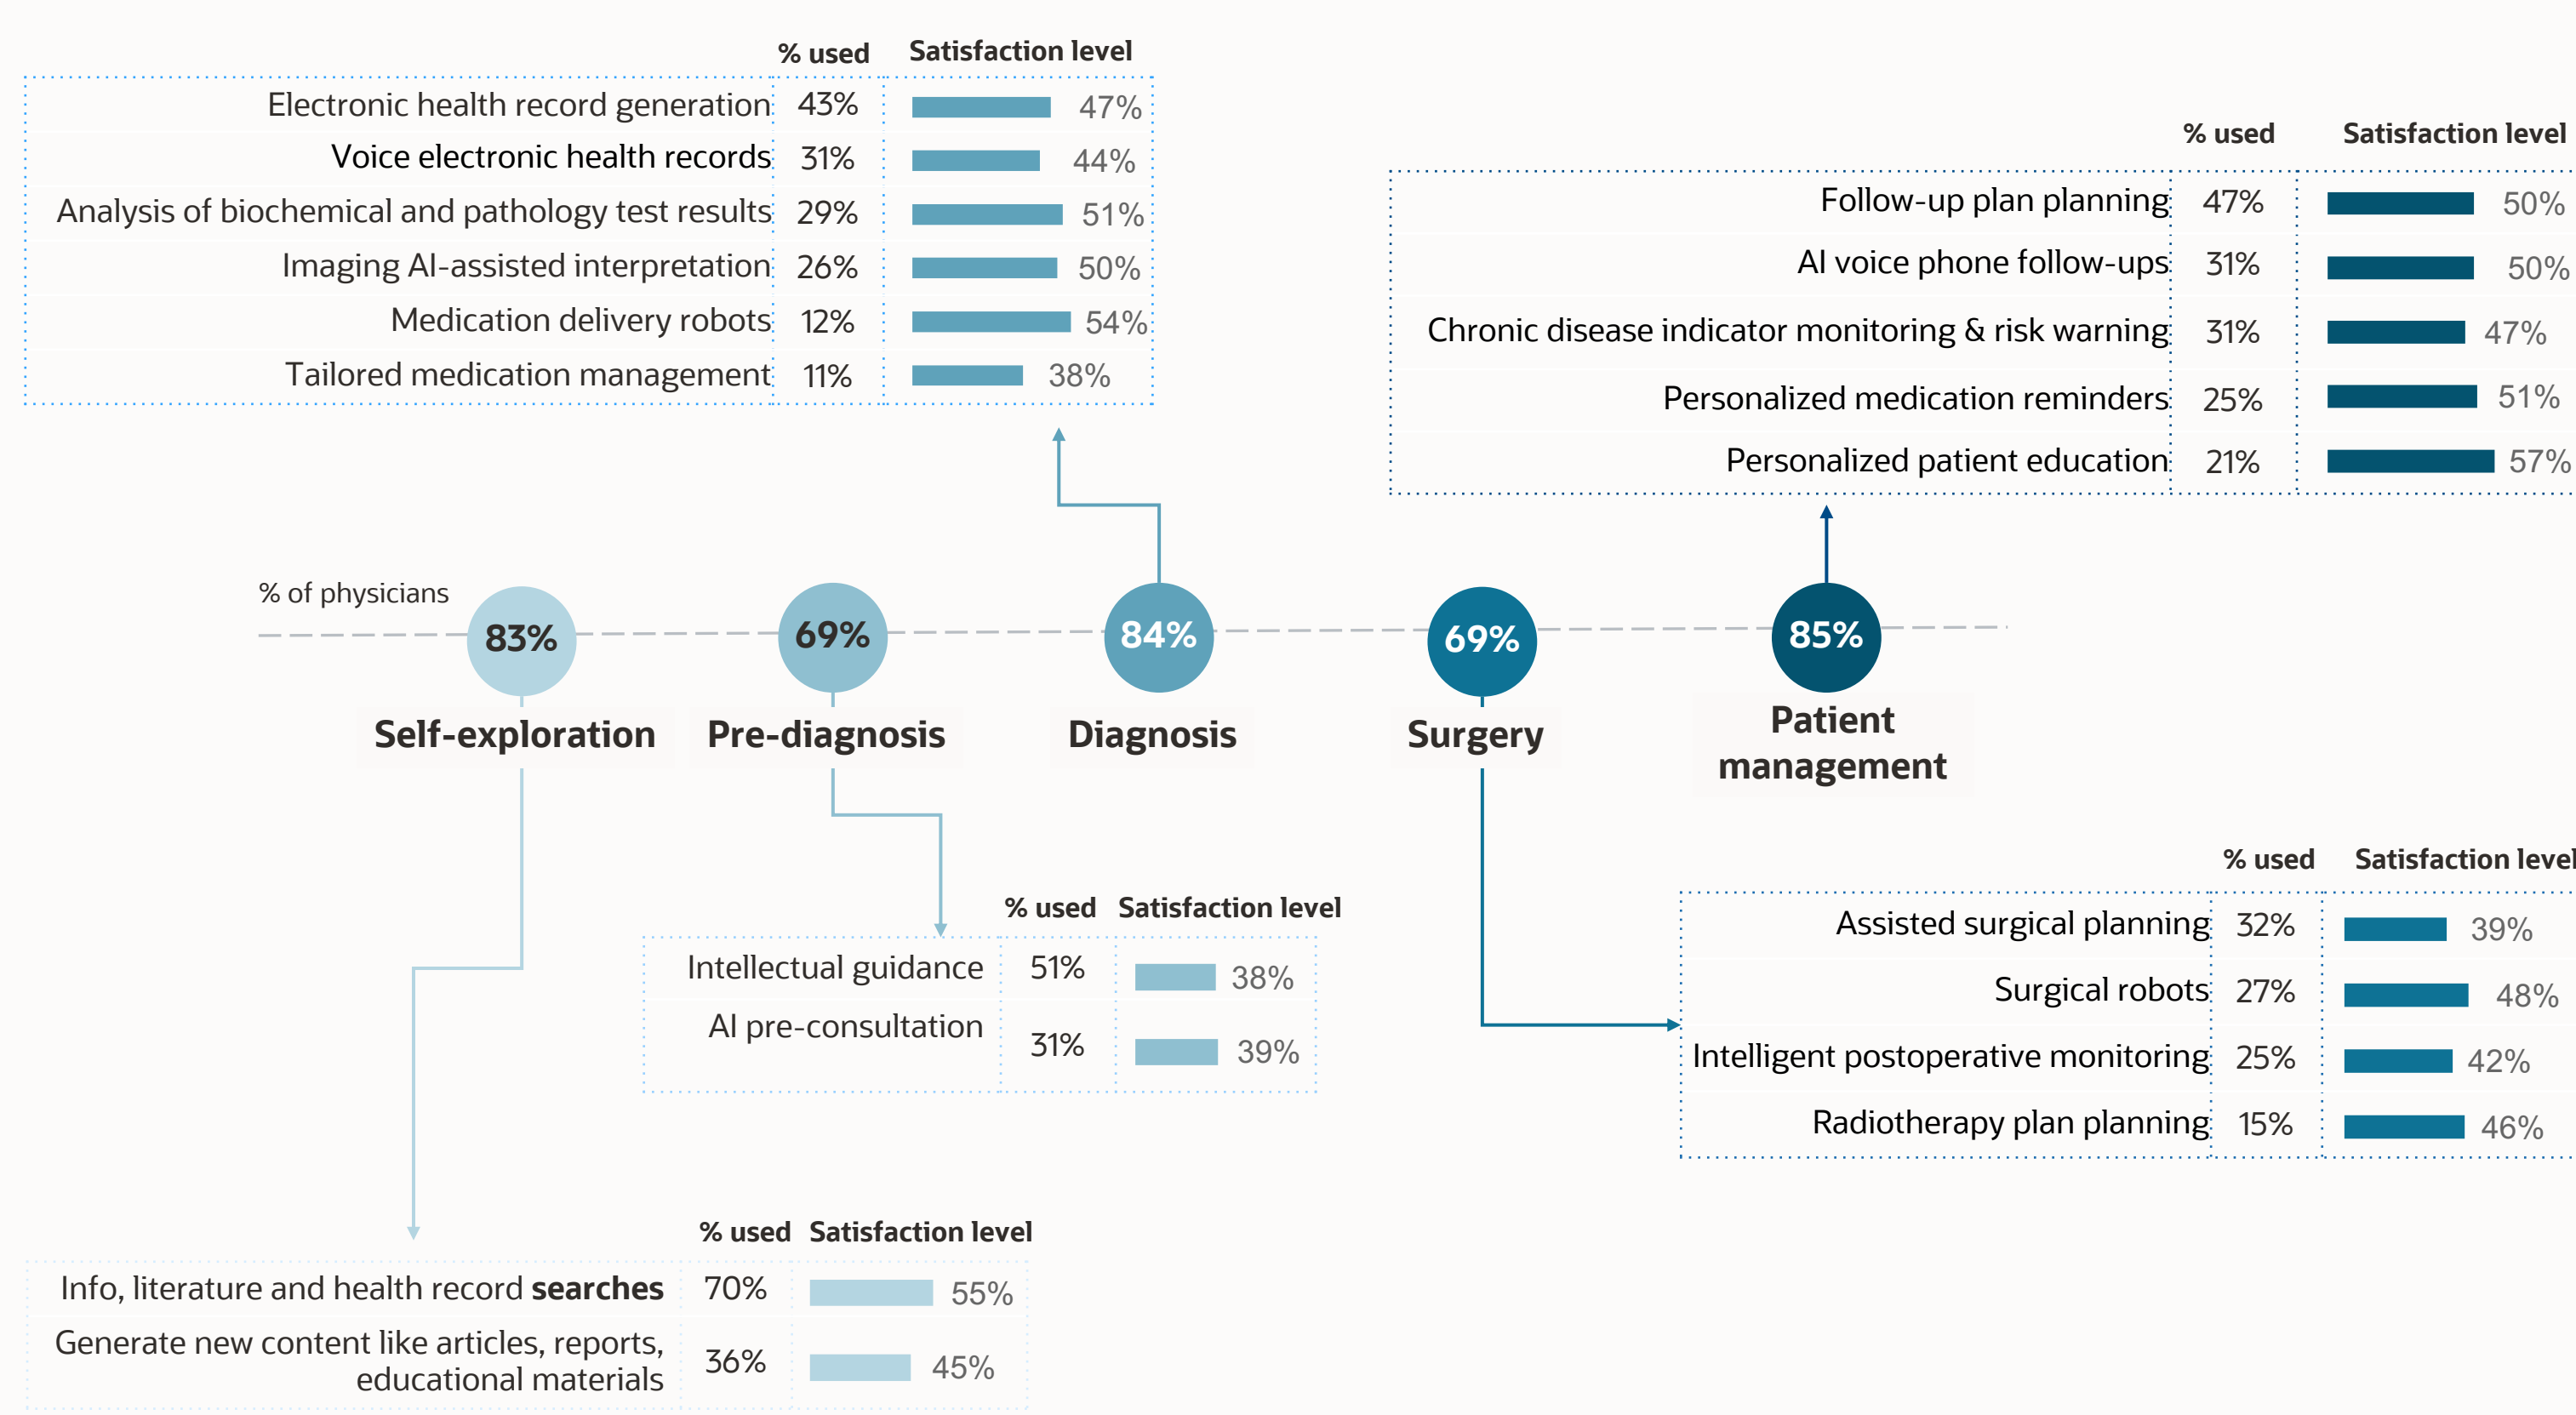 % used Satisfaction level
Electronic health record generation 43% 47%
Voice electronic health records 31% 44%
Analysis of biochemical and pathology test results 29% 51%
Imaging AI-assisted interpretation 26% 50%
Medication delivery robots 12% 54%
Tailored medication management 11% 38%
% used Satisfaction level
Follow-up plan planning 47% 50%
AI voice phone follow-ups 31% 50%
Chronic disease indicator monitoring & risk warning 31% 47%
Personalized medication reminders 25% 51%
Personalized patient education 21% 57%
% of physicians
83% 69% 84% 69% 85%
Self-exploration Pre-diagnosis Diagnosis Surgery Patient
management
% used Satisfaction level
Intellectual guidance 51% 38%
AI pre-consultation 31% 39%
% used Satisfaction level
Assisted surgical planning 32% 39%
Surgical robots 27% 48%
Intelligent postoperative monitoring 25% 42%
Radiotherapy plan planning 15% 46%
% used Satisfaction level
Info, literature and health record searches 70% 55%
Generate new content like articles, reports,
educational materials 36% 45%